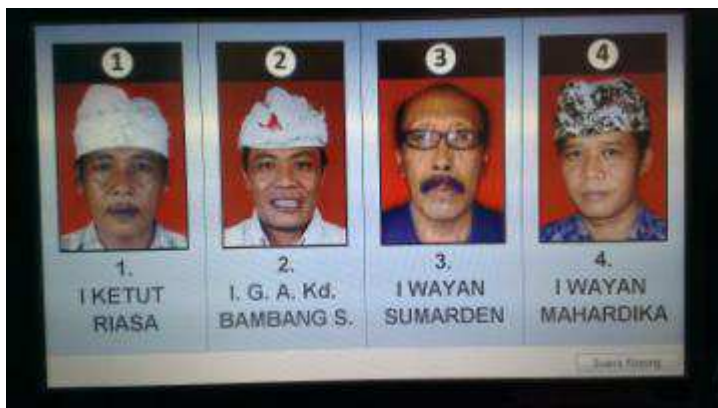 1
2
3
4
1.
I KETUT
RIASA
2.
I. G. A. Kd.
BAMBANG S.
3.
I WAYAN
SUMARDEN
4.
I WAYAN
MAHARDIKA
Suara Kosong